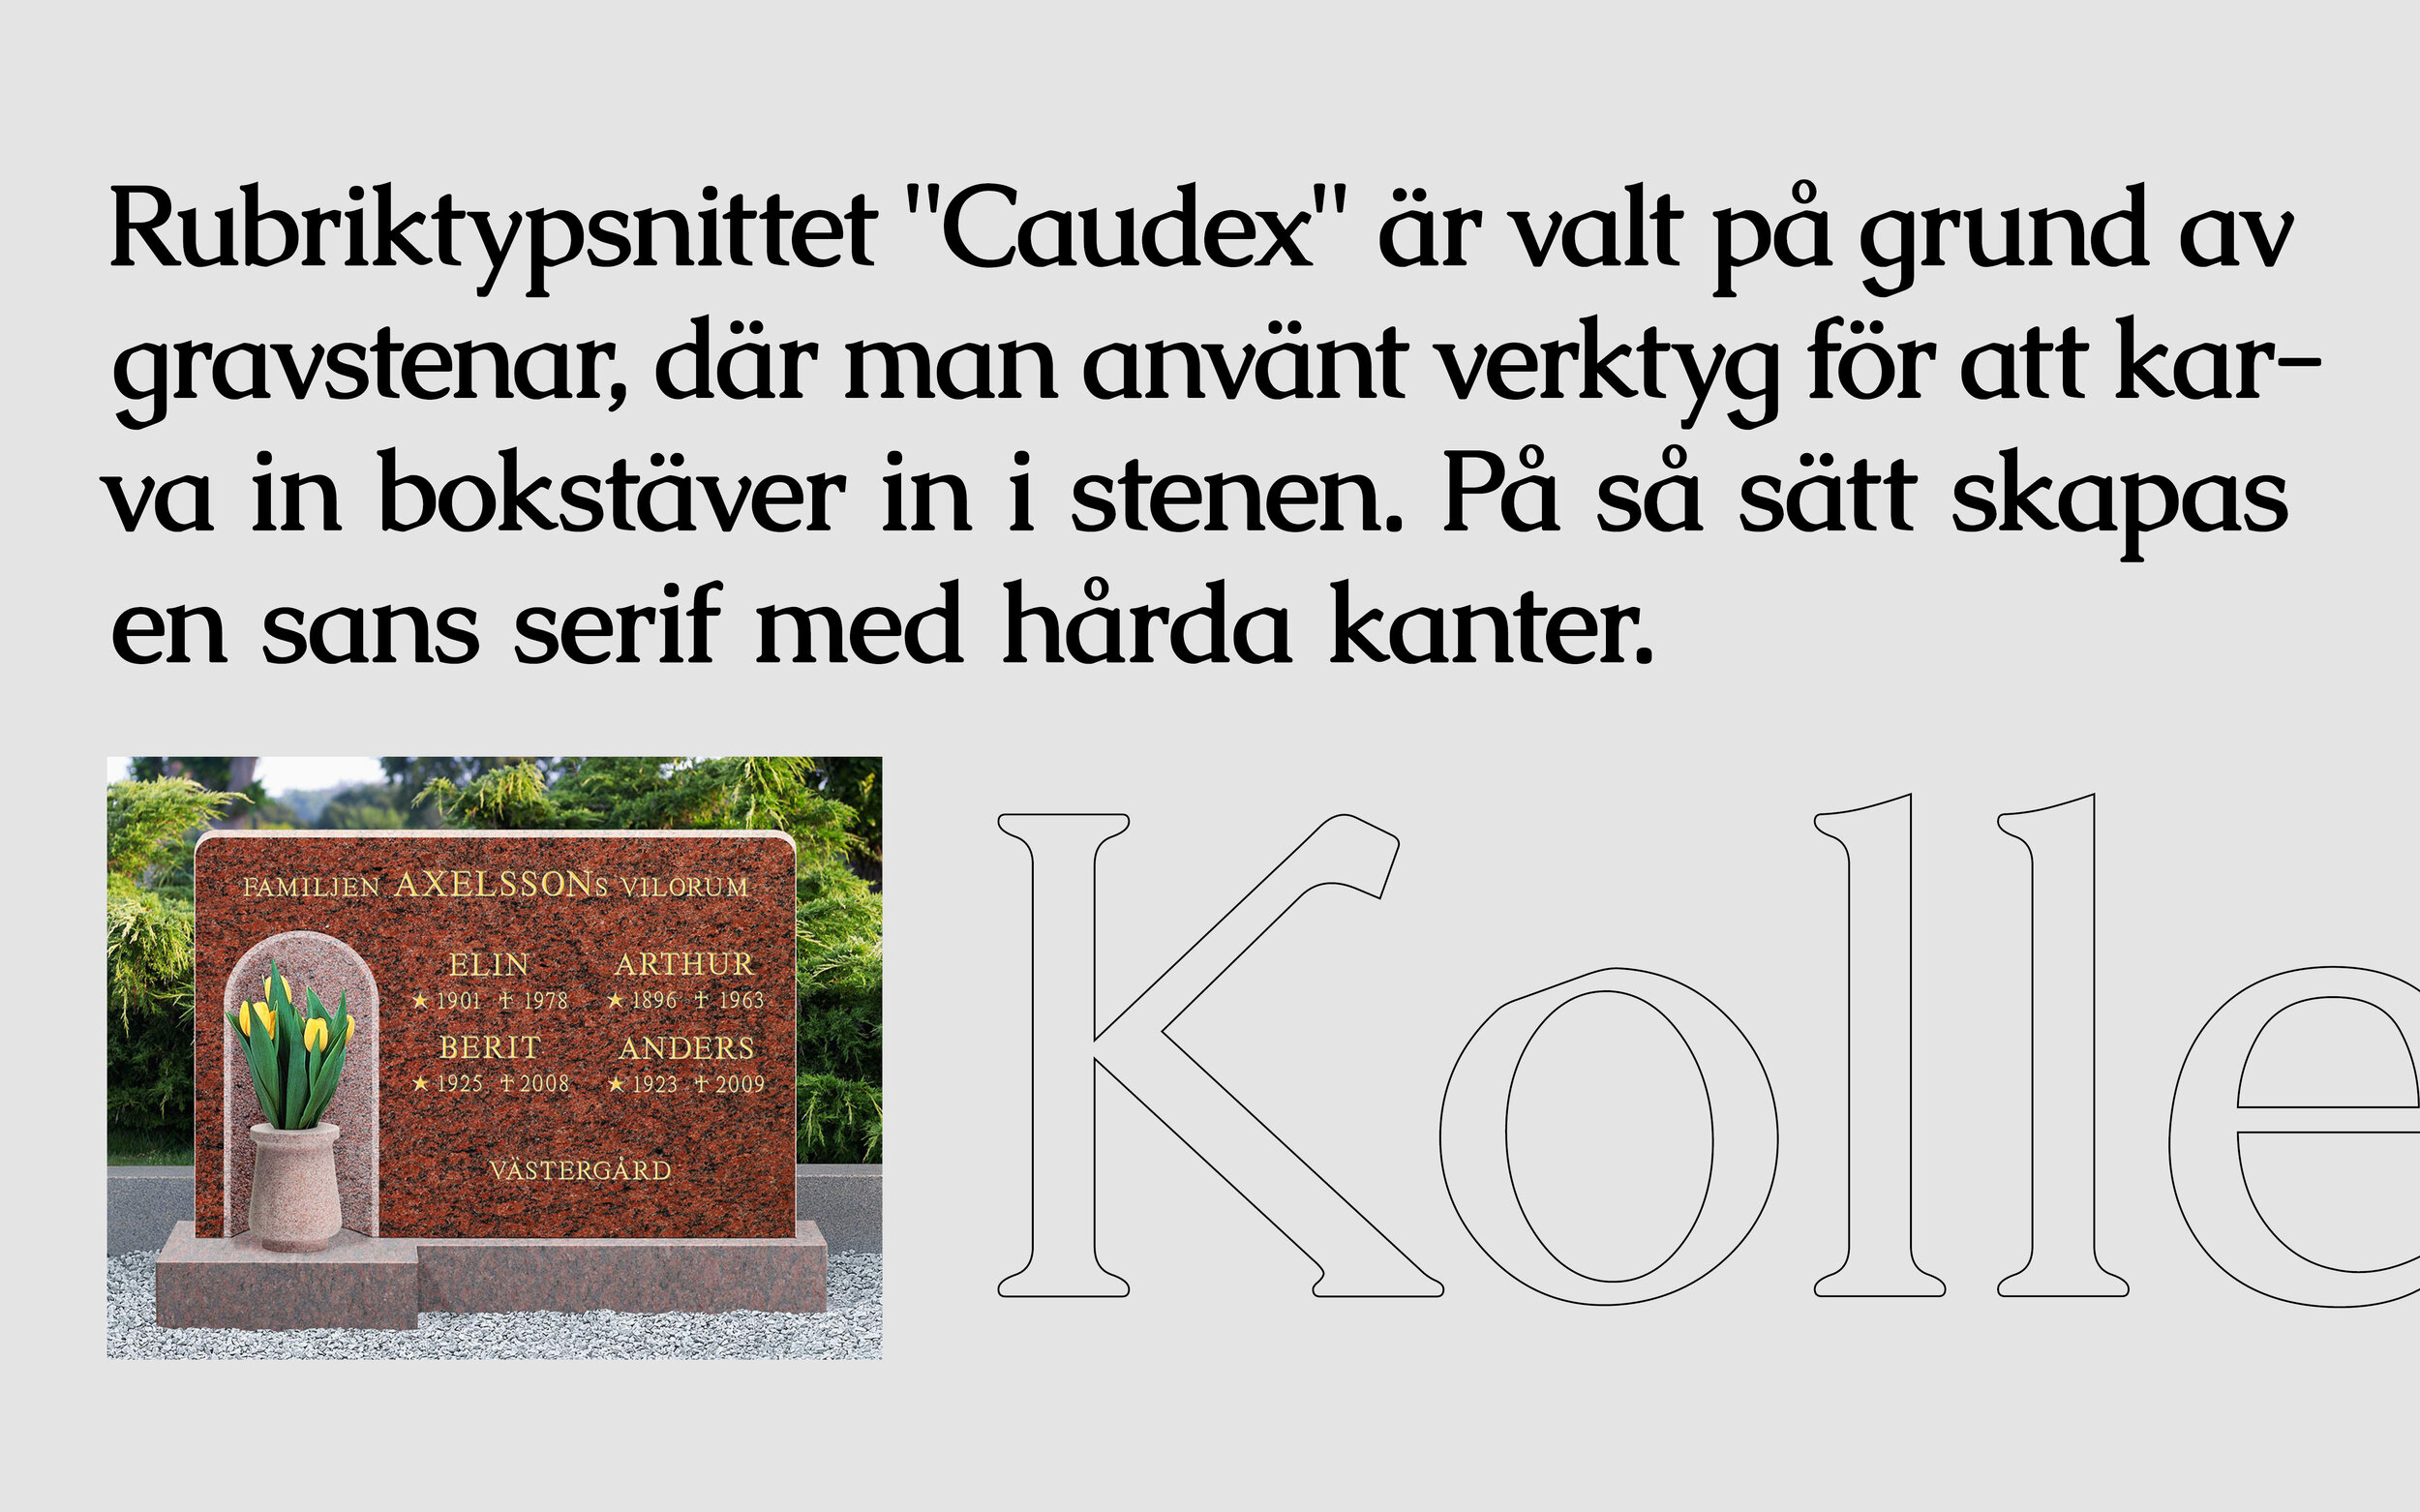 Rubriktypsnittet "Caudex" är valt på grund av
gravstenar, där man använt verktyg för att kar-
va in bokstäver in i stenen. På så sätt skapas
en sans serif med hårda kanter.
FAMILJEN AXELSSONs VILORUM
ELIN ARTHUR
★ 1901 † 1978 ★ 1896 † 1963
BERIT ANDERS
★ 1925 † 2008 ★ 1923 † 2009
VÄSTERGÅRD
Kolle